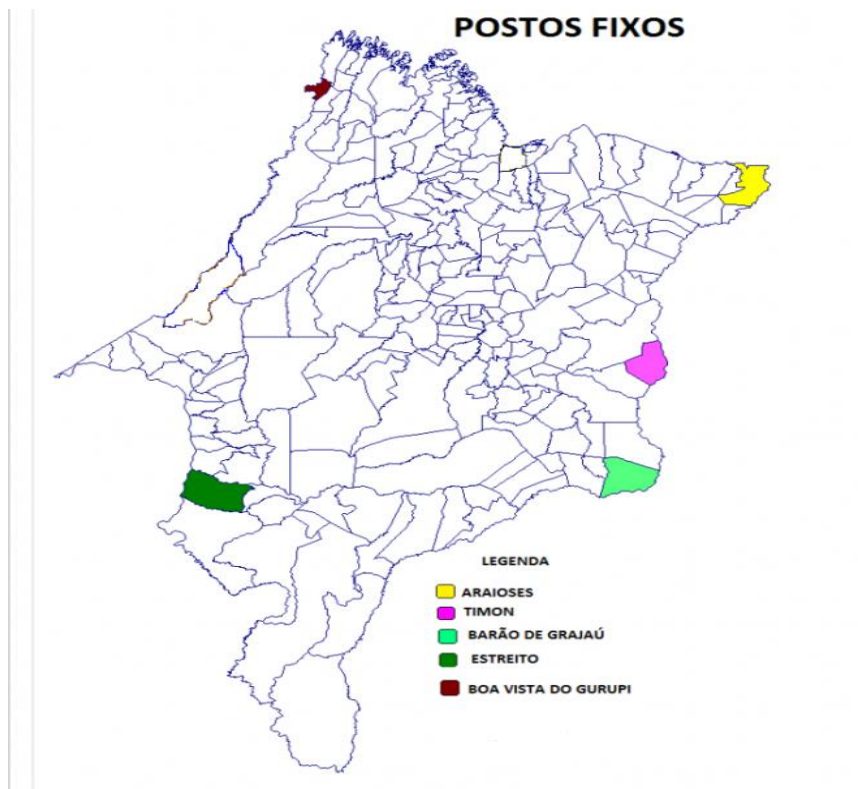 POSTOS FIXOS
LEGENDA
ARAIOSES
TIMON
BARÃO DE GRAJAÚ
ESTREITO
BOA VISTA DO GURUPI